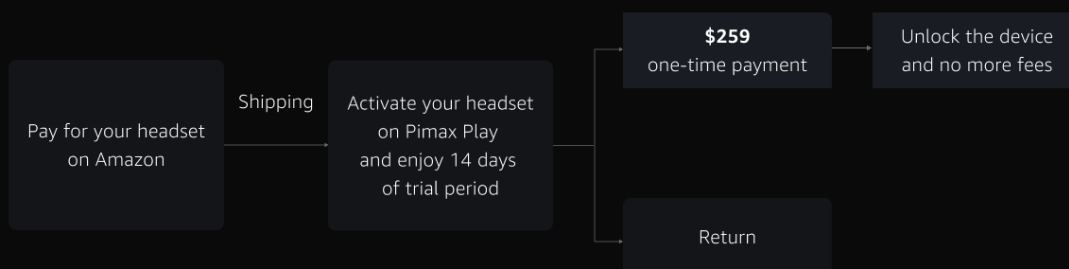 Pay for your headset
on Amazon
Shipping
Activate your headset
on Pimax Play
and enjoy 14 days
of trial period
$259
one-time payment
Unlock the device
and no more fees
Return